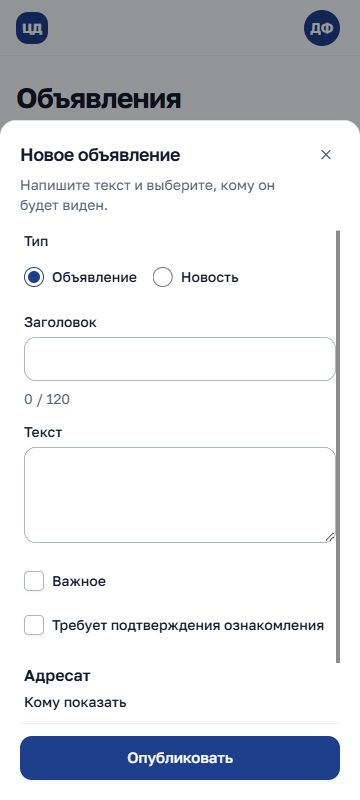 ЦД
ДФ
Объявления
Новое объявление
Напишите текст и выберите, кому он
будет виден.
Тип
Объявление
Новость
Заголовок
0 / 120
Текст
Важное
Требует подтверждения ознакомления
Адресат
Кому показать
Опубликовать